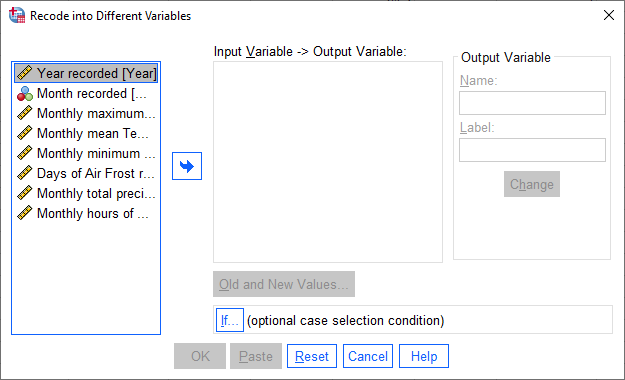 Recode into Different Variables
Input Variable -> Output Variable:
Output Variable
Year recorded [Year]
Month recorded [...
Monthly maximum...
Monthly mean Te...
Monthly minimum ...
Days of Air Frost r...
Monthly total preci...
Monthly hours of ...
Name:
Label:
Change
Old and New Values...
If... (optional case selection condition)
OK Paste Reset Cancel Help